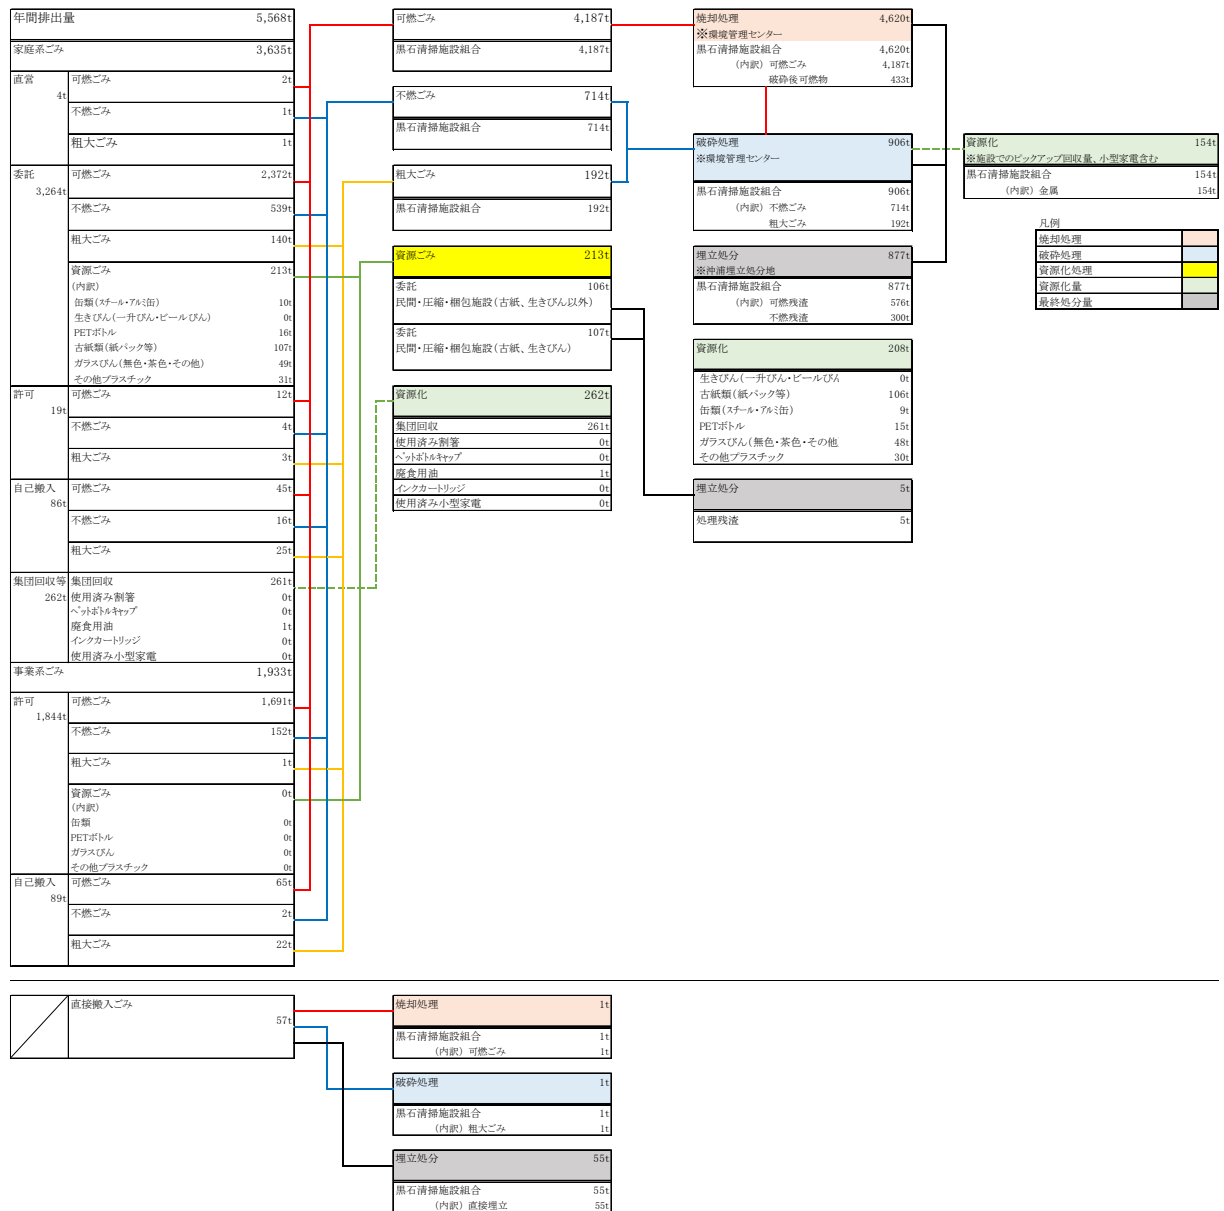 年間排出量 5,568t
家庭系ごみ 3,635t
直営 4t
可燃ごみ 2t
不燃ごみ 1t
粗大ごみ 1t
委託 3,264t
可燃ごみ 2,372t
不燃ごみ 539t
粗大ごみ 140t
資源ごみ 213t
(内訳)
缶類(スチール・アルミ缶) 10t
生きびん(一升びん・ビールびん) 0t
PETボトル 16t
古紙類(紙パック等) 107t
ガラスびん(無色・茶色・その他) 49t
その他プラスチック 31t
許可 19t
可燃ごみ 12t
不燃ごみ 4t
粗大ごみ 3t
自己搬入 86t
可燃ごみ 45t
不燃ごみ 16t
粗大ごみ 25t
集団回収等 262t
集団回収 261t
使用済み割箸 0t
ペットボトルキャップ 0t
廃食用油 1t
インクカートリッジ 0t
使用済み小型家電 0t
事業系ごみ 1,933t
許可 1,844t
可燃ごみ 1,691t
不燃ごみ 152t
粗大ごみ 1t
資源ごみ 0t
(内訳)
缶類 0t
PETボトル 0t
ガラスびん 0t
その他プラスチック 0t
自己搬入 89t
可燃ごみ 65t
不燃ごみ 2t
粗大ごみ 22t
可燃ごみ 4,187t
黒石清掃施設組合 4,187t
不燃ごみ 714t
黒石清掃施設組合 714t
粗大ごみ 192t
黒石清掃施設組合 192t
資源ごみ 213t
委託 106t
民間・圧縮・梱包施設(古紙、生きびん以外)
委託 107t
民間・圧縮・梱包施設(古紙、生きびん)
資源化 262t
集団回収 261t
使用済み割箸 0t
ペットボトルキャップ 0t
廃食用油 1t
インクカートリッジ 0t
使用済み小型家電 0t
焼却処理 4,620t
※環境管理センター
黒石清掃施設組合 4,620t
(内訳) 可燃ごみ 4,187t
破砕後可燃物 433t
破砕処理 906t
※環境管理センター
黒石清掃施設組合 906t
(内訳) 不燃ごみ 714t
粗大ごみ 192t
埋立処分 877t
※沖浦埋立処分地
黒石清掃施設組合 877t
(内訳) 可燃残渣 576t
不燃残渣 300t
資源化 208t
生きびん(一升びん・ビールびん 0t
古紙類(紙パック等) 106t
缶類(スチール・アルミ缶) 9t
PETボトル 15t
ガラスびん(無色・茶色・その他 48t
その他プラスチック 30t
埋立処分 5t
処理残渣 5t
資源化 154t
※施設でのピックアップ回収量、小型家電含む
黒石清掃施設組合 154t
(内訳) 金属 154t
凡例
焼却処理
破砕処理
資源化処理
資源化量
最終処分量
直接搬入ごみ
57t
焼却処理 1t
黒石清掃施設組合 1t
(内訳) 可燃ごみ 1t
破砕処理 1t
黒石清掃施設組合 1t
(内訳) 粗大ごみ 1t
埋立処分 55t
黒石清掃施設組合 55t
(内訳) 直接埋立 55t